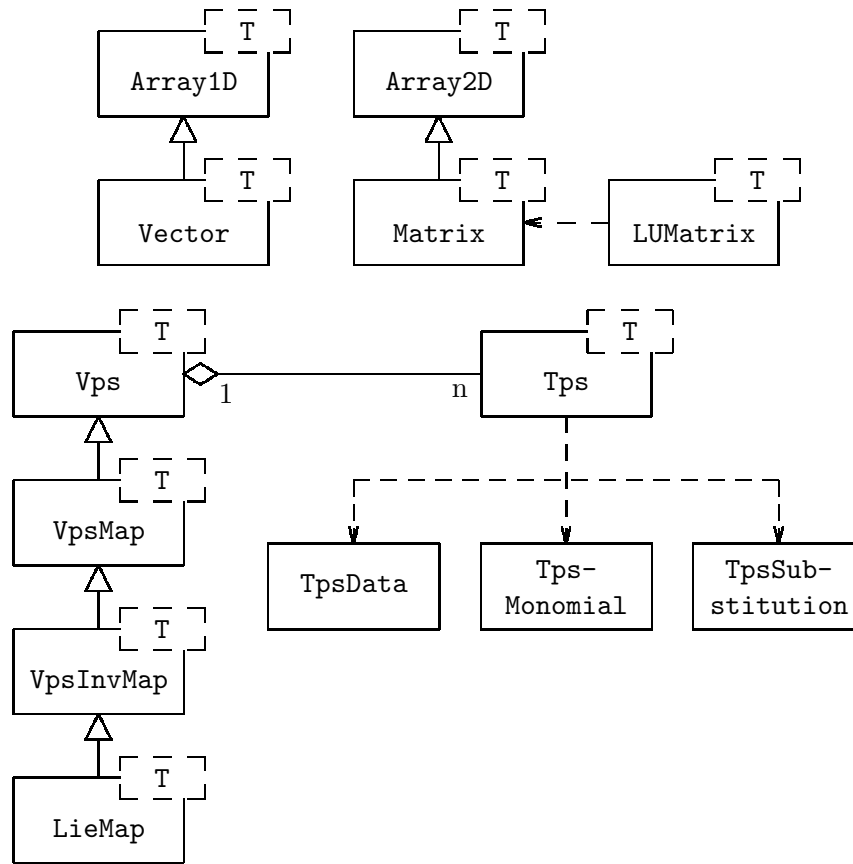 T
T
Array1D
Array2D
T
T
T
Vector
Matrix
LUMatrix
T
T
Vps
1
n
Tps
T
VpsMap
TpsData
Tps-
Monomial
TpsSub-
stitution
T
VpsInvMap
T
LieMap